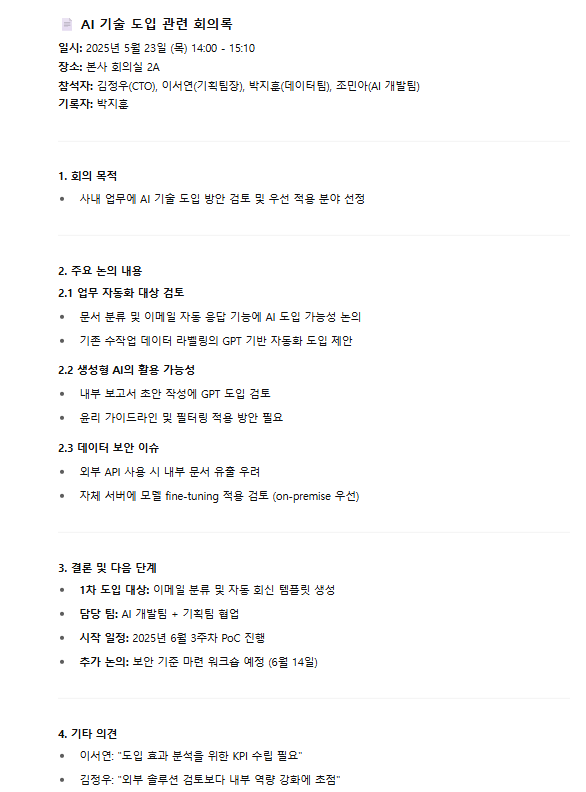 AI 기술 도입 관련 회의록
일시: 2025년 5월 23일 (목) 14:00 - 15:10
장소: 본사 회의실 2A
참석자: 김정우(CTO), 이서연(기획팀장), 박지훈(데이터팀), 조민아(AI 개발팀)
기록자: 박지훈
1. 회의 목적
• 사내 업무에 AI 기술 도입 방안 검토 및 우선 적용 분야 선정
2. 주요 논의 내용
2.1 업무 자동화 대상 검토
• 문서 분류 및 이메일 자동 응답 기능에 AI 도입 가능성 논의
• 기존 수작업 데이터 라벨링의 GPT 기반 자동화 도입 제안
2.2 생성형 AI의 활용 가능성
• 내부 보고서 초안 작성에 GPT 도입 검토
• 윤리 가이드라인 및 필터링 적용 방안 필요
2.3 데이터 보안 이슈
• 외부 API 사용 시 내부 문서 유출 우려
• 자체 서버에 모델 fine-tuning 적용 검토 (on-premise 우선)
3. 결론 및 다음 단계
• 1차 도입 대상: 이메일 분류 및 자동 회신 템플릿 생성
• 담당 팀: AI 개발팀 + 기획팀 협업
• 시작 일정: 2025년 6월 3주차 PoC 진행
• 추가 논의: 보안 기준 마련 워크숍 예정 (6월 14일)
4. 기타 의견
• 이서연: "도입 효과 분석을 위한 KPI 수립 필요"
• 김정우: "외부 솔루션 검토보다 내부 역량 강화에 초점"